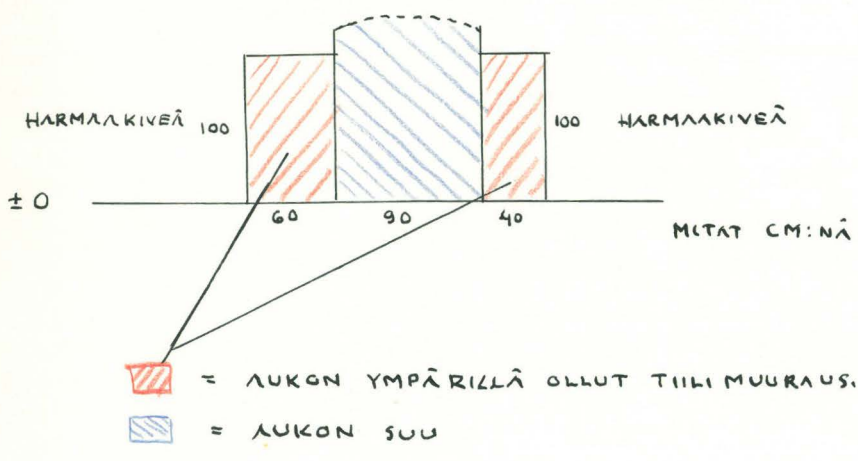 HARMAAKIVEÄ 100 100 HARMAAKIVEÄ
± 0
60 90 40
MITAT CM:NÄ
= AUKON YMPÄRILLÄ OLLUT TIILIMUURAUS.
= AUKON SUU